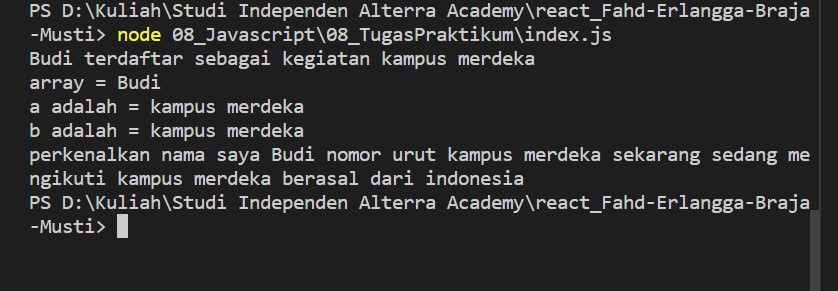 PS D:\Kuliah\Studi Independen Alterra Academy\react_Fahd-Erlangga-Braja
-Musti> node 08_Javascript\08_TugasPraktikum\index.js
Budi terdaftar sebagai kegiatan kampus merdeka
array = Budi
a adalah = kampus merdeka
b adalah = kampus merdeka
perkenalkan nama saya Budi nomor urut kampus merdeka sekarang sedang me
ngikuti kampus merdeka berasal dari indonesia
PS D:\Kuliah\Studi Independen Alterra Academy\react_Fahd-Erlangga-Braja
-Musti>